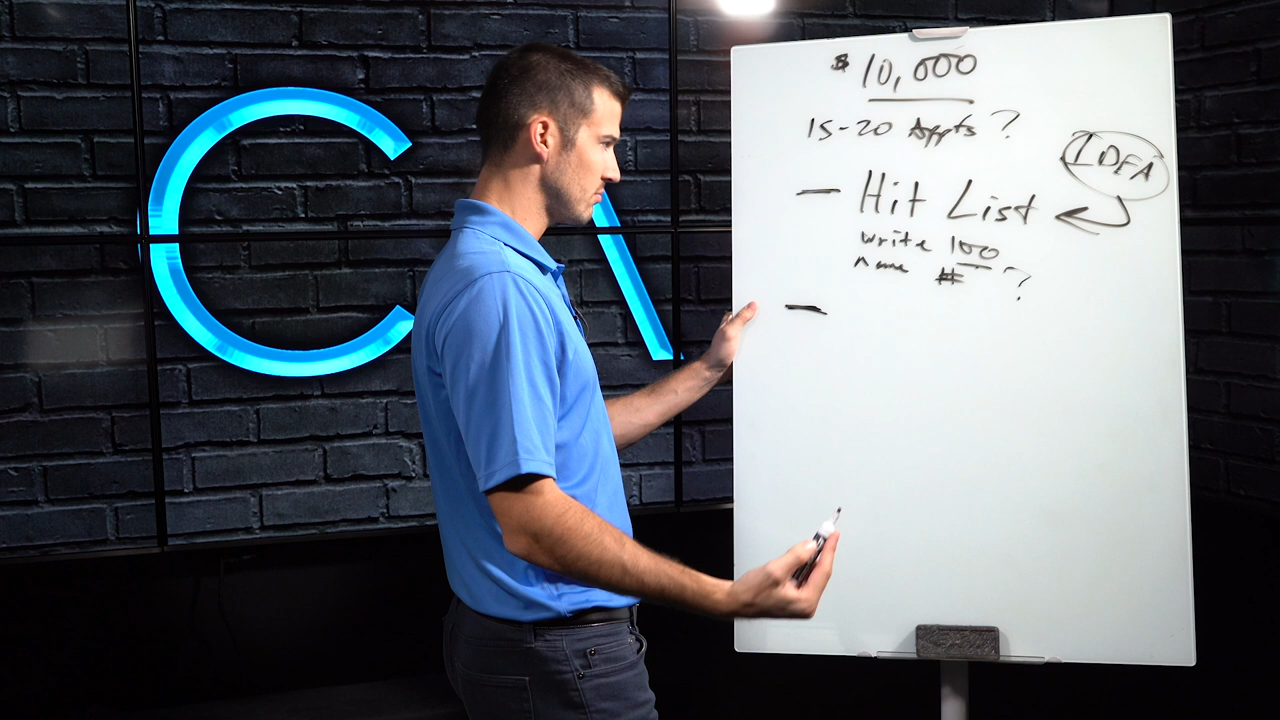 $10,000
15-20 Appts ?
IDEA
- Hit List
write 100
name # ?
-
C